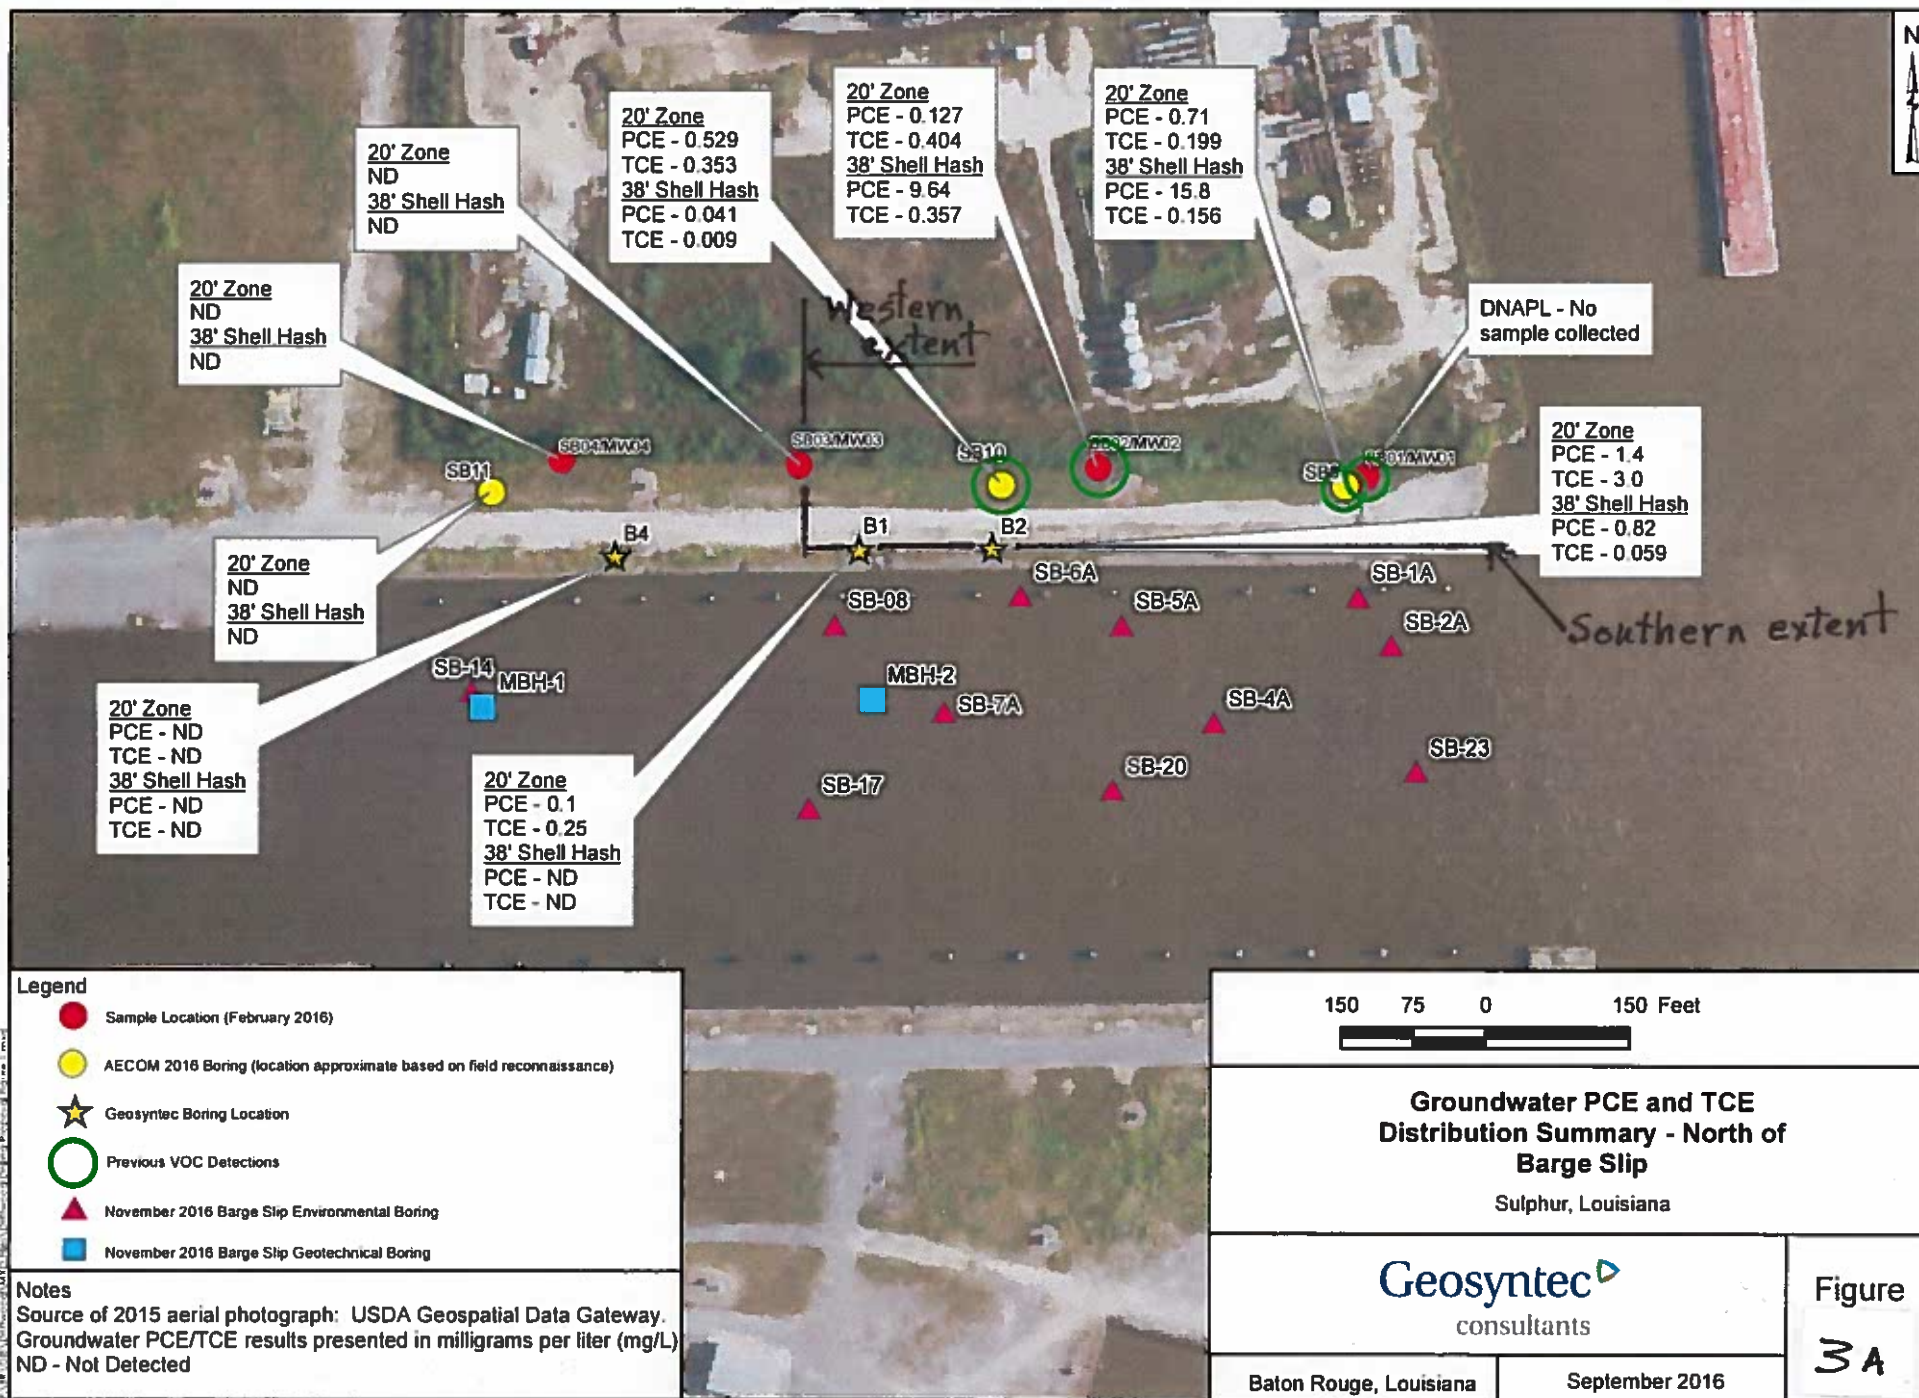 N
20' Zone
ND
38' Shell Hash
ND
20' Zone
ND
38' Shell Hash
ND
20' Zone
PCE - 0.529
TCE - 0.353
38' Shell Hash
PCE - 0.041
TCE - 0.009
20' Zone
PCE - 0.127
TCE - 0.404
38' Shell Hash
PCE - 9.64
TCE - 0.357
20' Zone
PCE - 0.71
TCE - 0.199
38' Shell Hash
PCE - 15.8
TCE - 0.156
DNAPL - No
sample collected
Western
extent
20' Zone
PCE - 1.4
TCE - 3.0
38' Shell Hash
PCE - 0.82
TCE - 0.059
SB04/MW04
SB03/MW03
SB10
SB02/MW02
SB9
SB01/MW01
SB11
B4
B1
B2
Southern extent
20' Zone
ND
38' Shell Hash
ND
SB-08
SB-6A
SB-5A
SB-1A
SB-2A
SB-14
MBH-1
MBH-2
SB-7A
SB-4A
SB-17
SB-20
SB-23
20' Zone
PCE - ND
TCE - ND
38' Shell Hash
PCE - ND
TCE - ND
20' Zone
PCE - 0.1
TCE - 0.25
38' Shell Hash
PCE - ND
TCE - ND
Legend
Sample Location (February 2016)
AECOM 2016 Boring (location approximate based on field reconnaissance)
Geosyntec Boring Location
Previous VOC Detections
November 2016 Barge Slip Environmental Boring
November 2016 Barge Slip Geotechnical Boring
Notes
Source of 2015 aerial photograph: USDA Geospatial Data Gateway.
Groundwater PCE/TCE results presented in milligrams per liter (mg/L)
ND - Not Detected
150 75 0 150 Feet
Groundwater PCE and TCE
Distribution Summary - North of
Barge Slip
Sulphur, Louisiana
Geosyntec
consultants
Figure
3A
Baton Rouge, Louisiana
September 2016